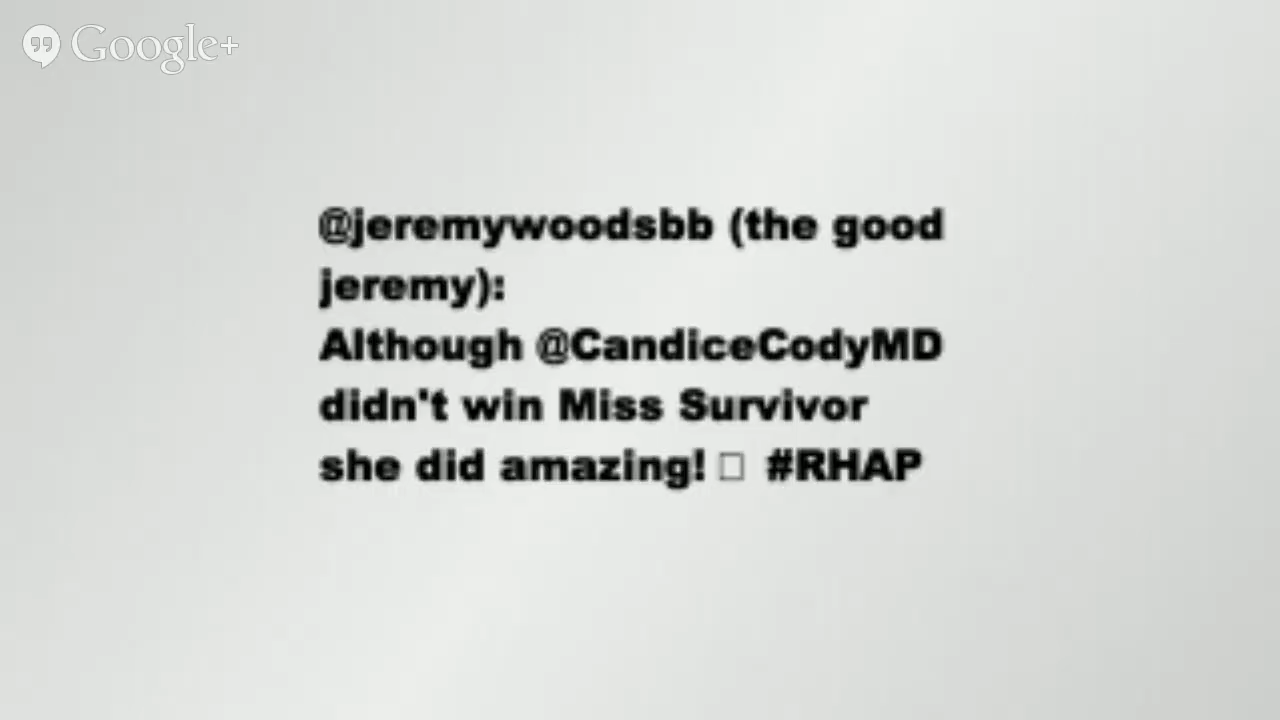 Google+
@jeremywoodsbb (the good
jeremy):
Although @CandiceCodyMD
didn't win Miss Survivor
she did amazing! □ #RHAP